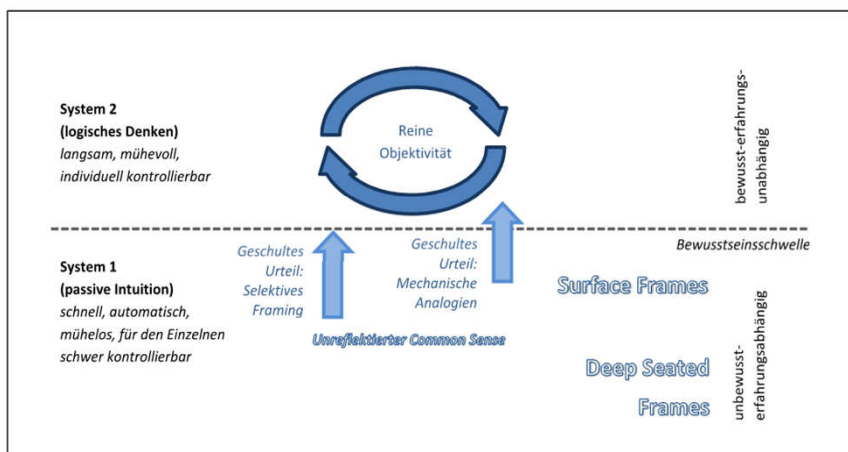 System 2
(logisches Denken)
langsam, mühevoll,
individuell kontrollierbar
Reine
Objektivität
bewusst-erfahrungs-
unabhängig
Bewusstseinsschwelle
System 1
(passive Intuition)
schnell, automatisch,
mühelos, für den Einzelnen
schwer kontrollierbar
Geschultes
Urteil:
Selektives
Framing
Geschultes
Urteil:
Mechanische
Analogien
Unreflektierter Common Sense
Surface Frames
Deep Seated
Frames
unbewusst-
erfahrungsabhängig